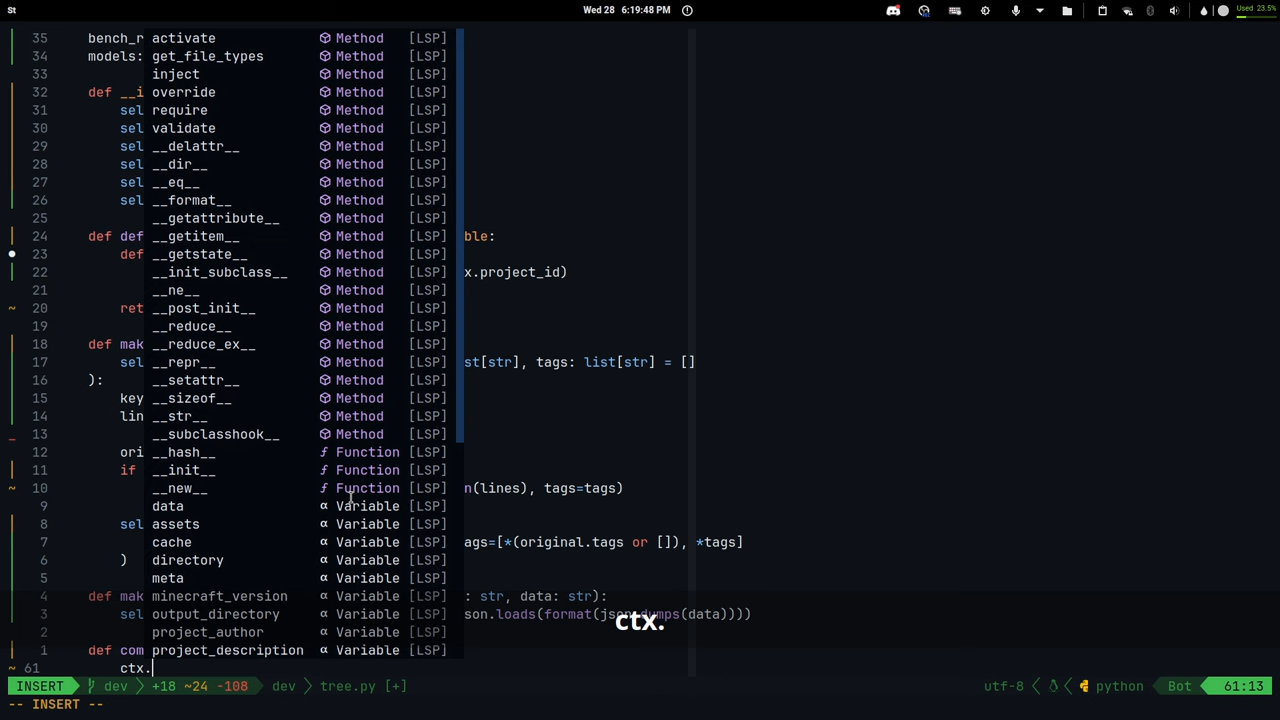 St Wed 28 6:19:48 PM Used 23.5%
35 bench_r activate Method [LSP]
34 models: get_file_types Method [LSP]
33 inject Method [LSP]
32 def __i override Method [LSP]
31 sel require Method [LSP]
30 sel validate Method [LSP]
29 sel __delattr__ Method [LSP]
28 sel __dir__ Method [LSP]
27 sel __eq__ Method [LSP]
26 sel __format__ Method [LSP]
25 __getattribute__ Method [LSP]
24 def def __getitem__ Method [LSP] ble:
23 def __getstate__ Method [LSP]
22 __init_subclass__ Method [LSP] x.project_id)
21 __ne__ Method [LSP]
~ 20 ret __post_init__ Method [LSP]
19 __reduce__ Method [LSP]
18 def mak __reduce_ex__ Method [LSP]
17 sel __repr__ Method [LSP] st[str], tags: list[str] = []
16 ): __setattr__ Method [LSP]
15 key __sizeof__ Method [LSP]
14 lin __str__ Method [LSP]
13 __subclasshook__ Method [LSP]
12 ori __hash__ f Function [LSP]
11 if __init__ f Function [LSP]
~ 10 __new__ f Function [LSP] n(lines), tags=tags)
9 data α Variable [LSP]
8 sel assets α Variable [LSP]
7 cache α Variable [LSP] ags=[*(original.tags or []), *tags]
6 ) directory α Variable [LSP]
5 meta α Variable [LSP]
4 def mak minecraft_version α Variable [LSP] : str, data: str):
3 sel output_directory α Variable [LSP] son.loads(format(json.dumps(data))))
2 project_author α Variable [LSP]
1 def com project_description α Variable [LSP]
~ 61 ctx.
ctx.
INSERT dev +18 ~24 -108 dev tree.py [+] utf-8 python Bot 61:13
-- INSERT --